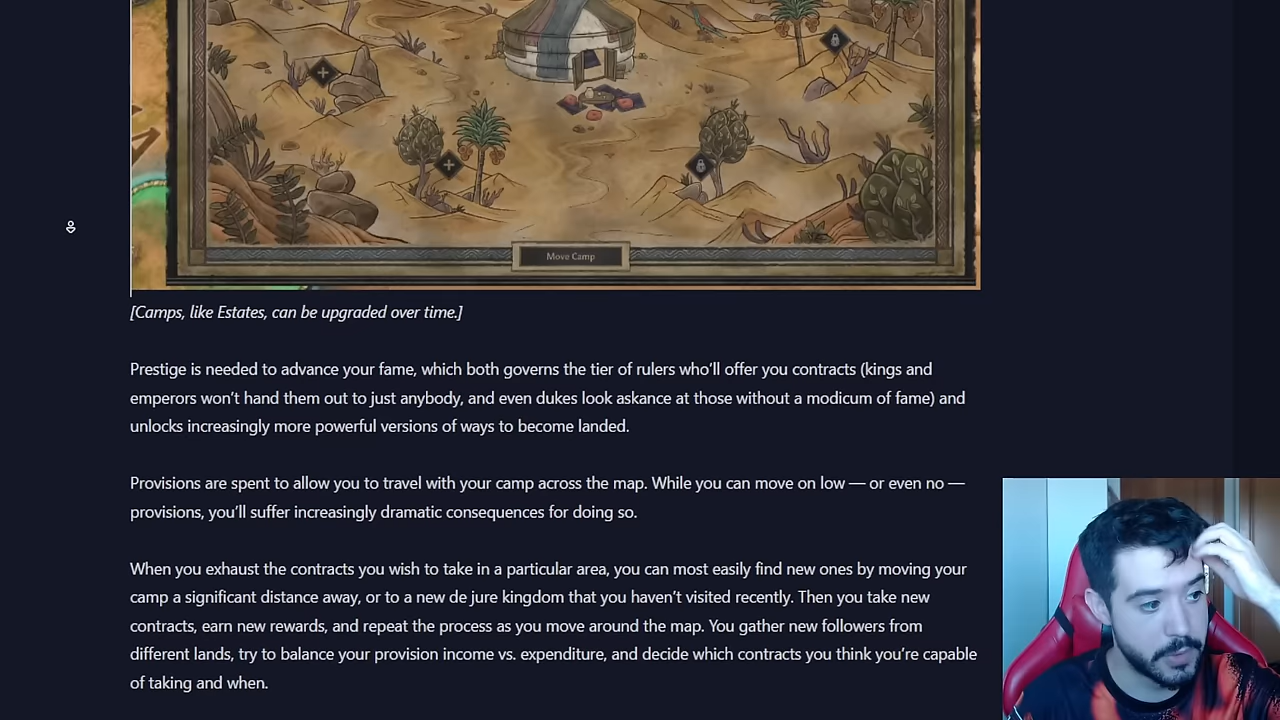 Move Camp
[Camps, like Estates, can be upgraded over time.]
Prestige is needed to advance your fame, which both governs the tier of rulers who'll offer you contracts (kings and
emperors won't hand them out to just anybody, and even dukes look askance at those without a modicum of fame) and
unlocks increasingly more powerful versions of ways to become landed.
Provisions are spent to allow you to travel with your camp across the map. While you can move on low — or even no —
provisions, you'll suffer increasingly dramatic consequences for doing so.
When you exhaust the contracts you wish to take in a particular area, you can most easily find new ones by moving your
camp a significant distance away, or to a new de jure kingdom that you haven't visited recently. Then you take new
contracts, earn new rewards, and repeat the process as you move around the map. You gather new followers from
different lands, try to balance your provision income vs. expenditure, and decide which contracts you think you're capable
of taking and when.